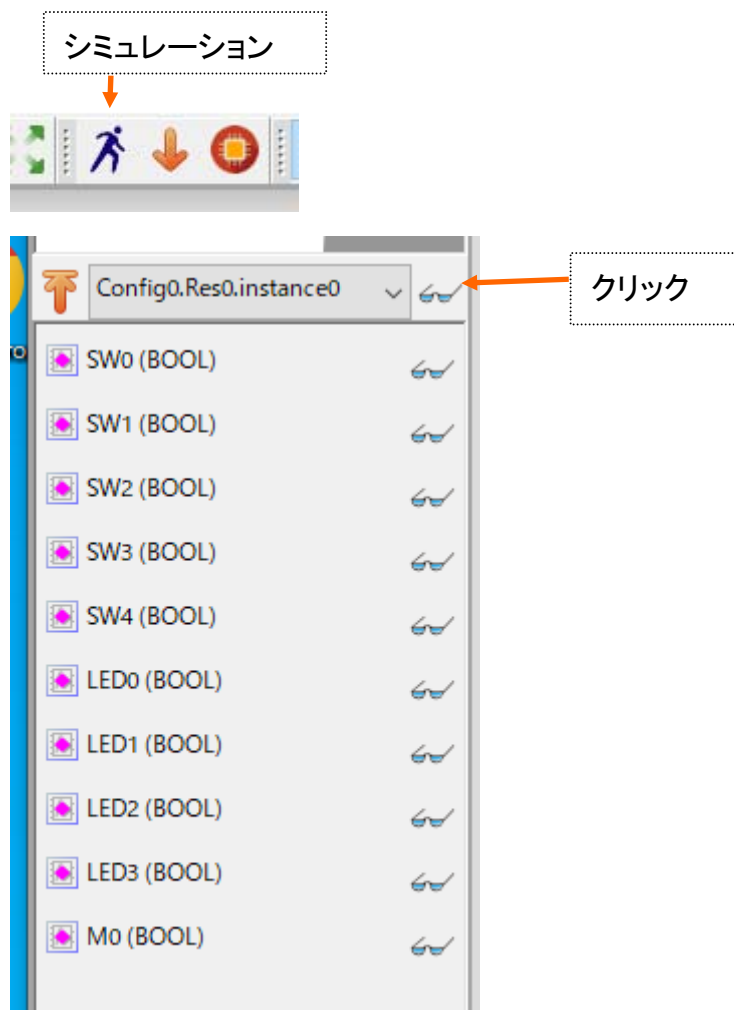 シミュレーション
Config0.Res0.instance0
クリック
SW0 (BOOL)
SW1 (BOOL)
SW2 (BOOL)
SW3 (BOOL)
SW4 (BOOL)
LED0 (BOOL)
LED1 (BOOL)
LED2 (BOOL)
LED3 (BOOL)
M0 (BOOL)